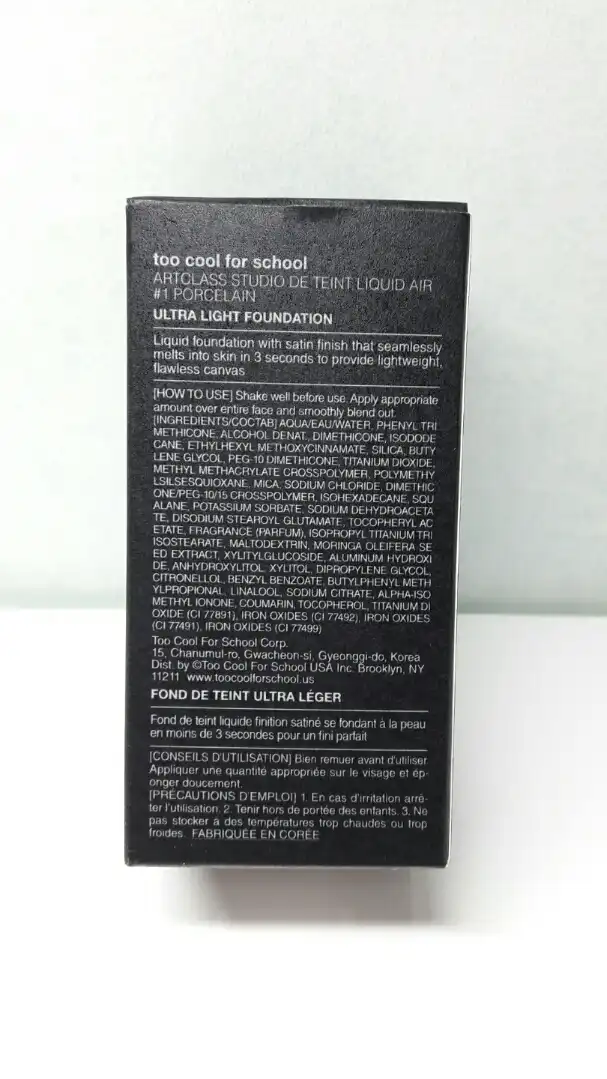 too cool for school
ARTCLASS STUDIO DE TEINT LIQUID AIR
#1 PORCELAIN
ULTRA LIGHT FOUNDATION
Liquid foundation with satin finish that seamlessly
melts into skin in 3 seconds to provide lightweight,
flawless canvas
[HOW TO USE] Shake well before use. Apply appropriate
amount over entire face and smoothly blend out.
[INGREDIENTS/COCTAB] AQUA/EAU/WATER, PHENYL TRI
METHICONE, ALCOHOL DENAT., DIMETHICONE, ISODODE
CANE, ETHYLHEXYL METHOXYCINNAMATE, SILICA, BUTY
LENE GLYCOL, PEG-10 DIMETHICONE, TITANIUM DIOXIDE,
METHYL METHACRYLATE CROSSPOLYMER, POLYMETHY
LSILSESQUIOXANE, MICA, SODIUM CHLORIDE, DIMETHIC
ONE/PEG-10/15 CROSSPOLYMER, ISOHEXADECANE, SQU
ALANE, POTASSIUM SORBATE, SODIUM DEHYDROACETA
TE, DISODIUM STEAROYL GLUTAMATE, TOCOPHERYL AC
ETATE, FRAGRANCE (PARFUM), ISOPROPYL TITANIUM TRI
ISOSTEARATE, MALTODEXTRIN, MORINGA OLEIFERA SE
ED EXTRACT, XYLITYLGLUCOSIDE, ALUMINUM HYDROXI
DE, ANHYDROXYLITOL, XYLITOL, DIPROPYLENE GLYCOL,
CITRONELLOL, BENZYL BENZOATE, BUTYLPHENYL METH
YLPROPIONAL, LINALOOL, SODIUM CITRATE, ALPHA-ISO
METHYL IONONE, COUMARIN, TOCOPHEROL, TITANIUM DI
OXIDE (CI 77891), IRON OXIDES (CI 77492), IRON OXIDES
(CI 77491), IRON OXIDES (CI 77499)
Too Cool For School Corp.
15, Chanumul-ro, Gwacheon-si, Gyeonggi-do, Korea
Dist. by ©Too Cool For School USA Inc. Brooklyn, NY
11211 www.toocoolforschool.us
FOND DE TEINT ULTRA LÉGER
Fond de teint liquide finition satiné se fondant à la peau
en moins de 3 secondes pour un fini parfait
[CONSEILS D'UTILISATION] Bien remuer avant d'utiliser
Appliquer une quantité appropriée sur le visage et ép-
onger doucement.
[PRÉCAUTIONS D'EMPLOI] 1. En cas d'irritation arrê-
ter l'utilisation. 2. Tenir hors de portée des enfants. 3. Ne
pas stocker à des températures trop chaudes ou trop
froides. FABRIQUÉE EN CORÉE